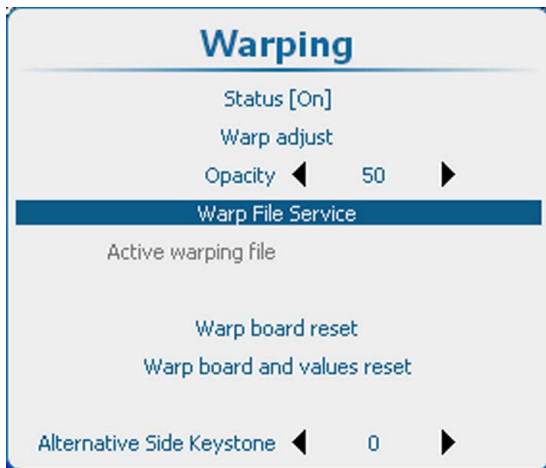 Warping
Status [On]
Warp adjust
Opacity 50
Warp File Service
Active warping file
Warp board reset
Warp board and values reset
Alternative Side Keystone 0